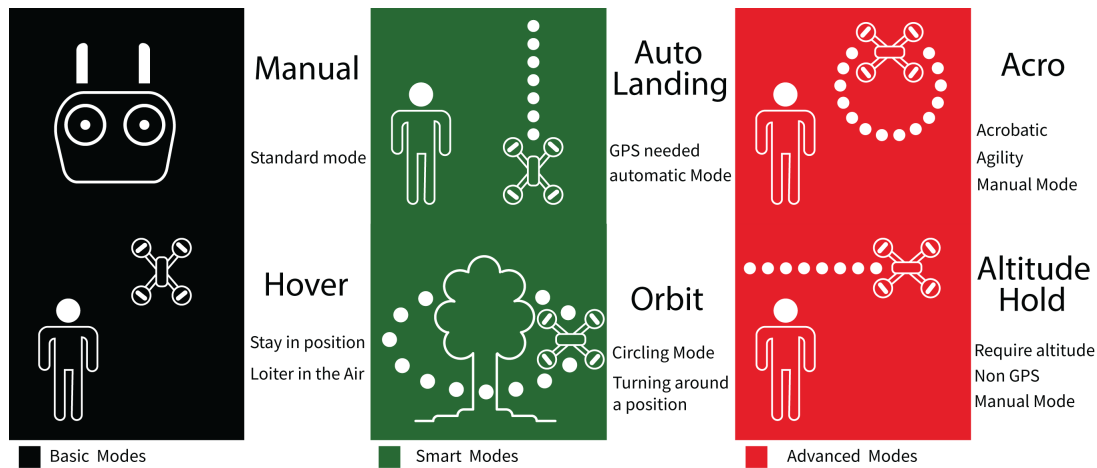 Manual
Standard mode
Hover
Stay in position
Loiter in the Air
Basic Modes
Auto
Landing
GPS needed
automatic Mode
Orbit
Circling Mode
Turning around
a position
Smart Modes
Acro
Acrobatic
Agility
Manual Mode
Altitude
Hold
Require altitude
Non GPS
Manual Mode
Advanced Modes